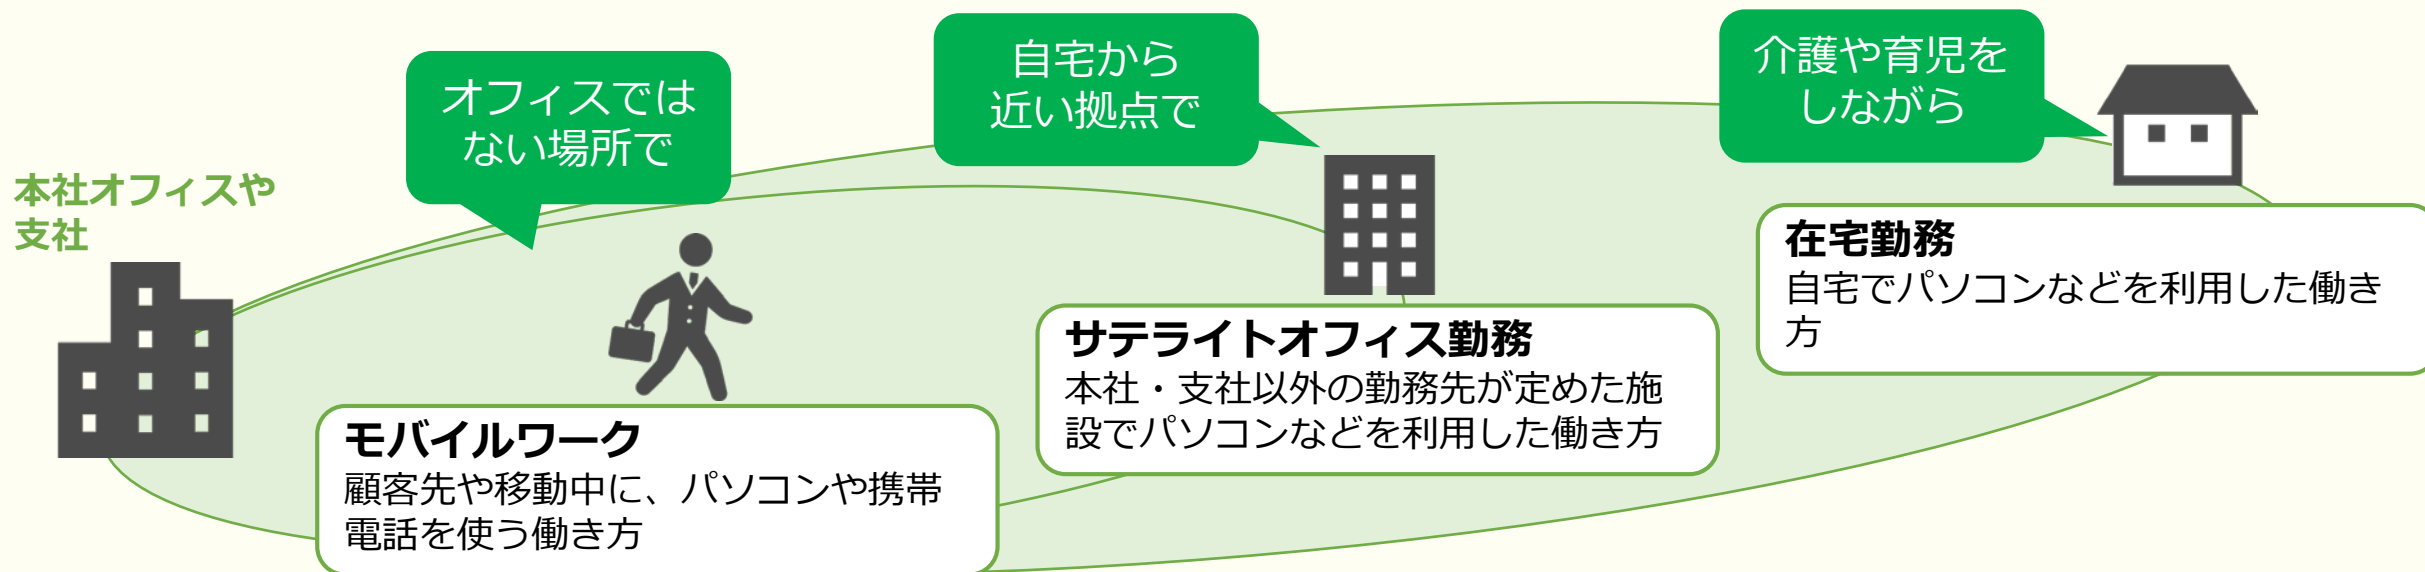 本社オフィスや
支社
オフィスでは
ない場所で
モバイルワーク
顧客先や移動中に、パソコンや携帯
電話を使う働き方
自宅から
近い拠点で
サテライトオフィス勤務
本社・支社以外の勤務先が定めた施
設でパソコンなどを利用した働き方
介護や育児を
しながら
在宅勤務
自宅でパソコンなどを利用した働き
方